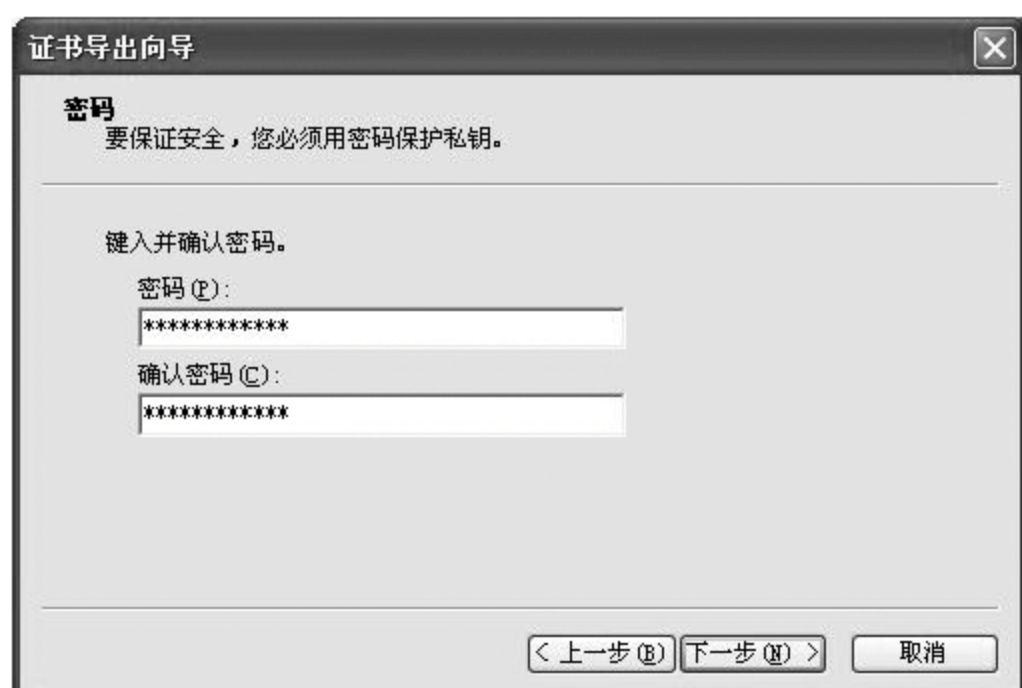 证书导出向导
密码
要保证安全，您必须用密码保护私钥。
键入并确认密码。
密码(P):
************
确认密码(C):
************
< 上一步(B) 下一步(N) > 取消